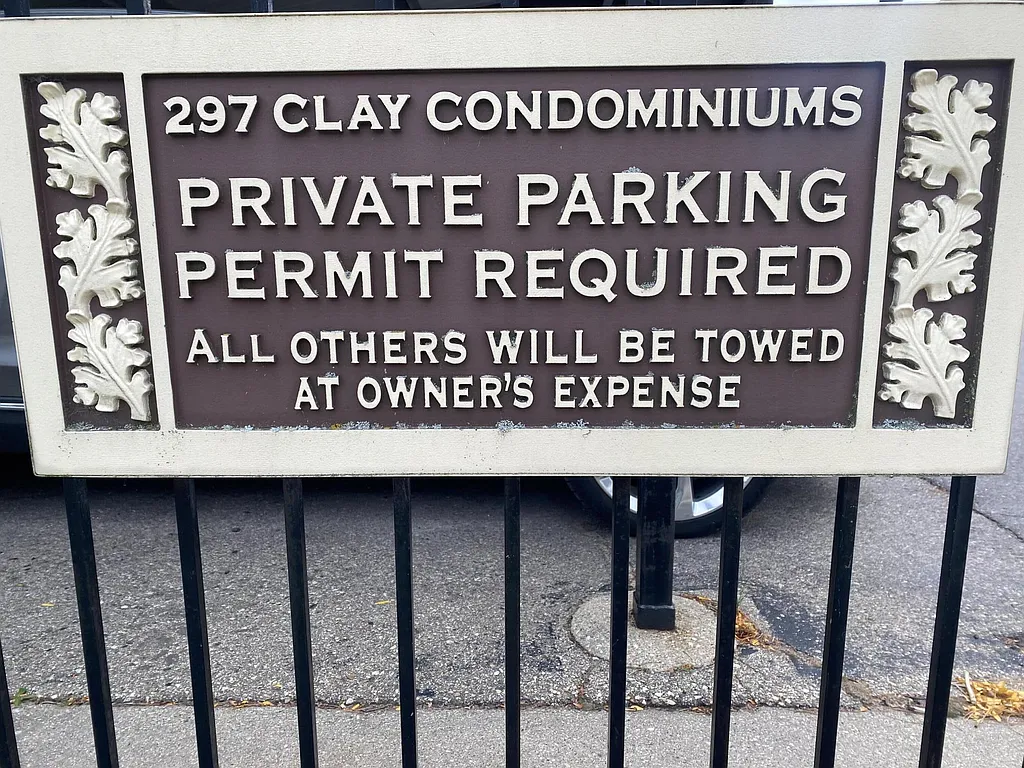 297 CLAY CONDOMINIUMS
PRIVATE PARKING
PERMIT REQUIRED
ALL OTHERS WILL BE TOWED
AT OWNER'S EXPENSE